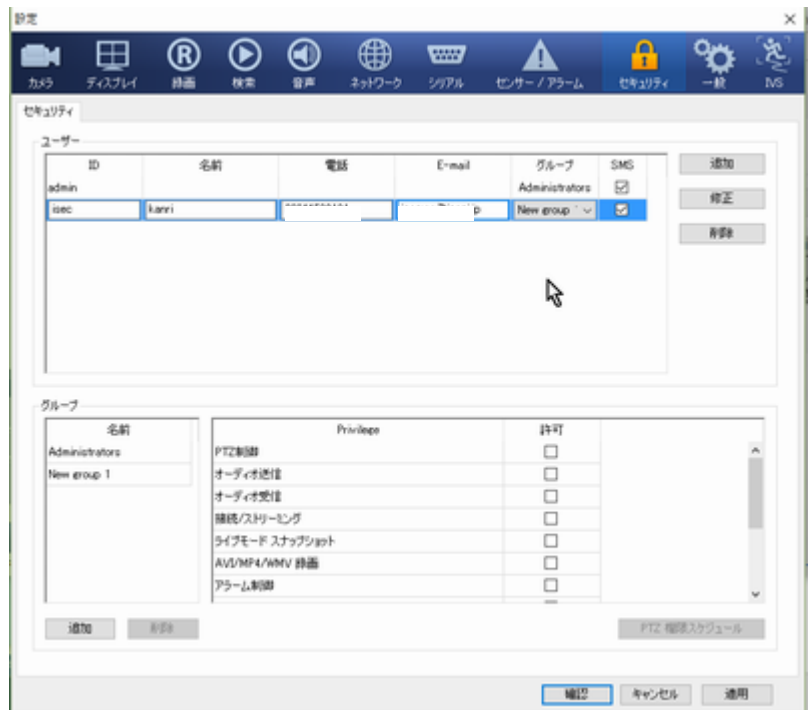 設定
カメラ ディスプレイ 録画 検索 音声 ネットワーク シリアル センサー / アラーム セキュリティ 一般 IVS
セキュリティ
ユーザー
ID 名前 電話 E-mail グループ SMS 追加
admin Administrators
修正
isec kanri New group
削除
グループ
名前 Privilege 許可
Administrators PTZ制御
New group 1 オーディオ送信
オーディオ受信
接続/ストリーミング
ライブモード スナップショット
AVI/MP4/WMV 録画
アラーム制御
追加 削除 PTZ 権限スケジュール
確認 キャンセル 適用